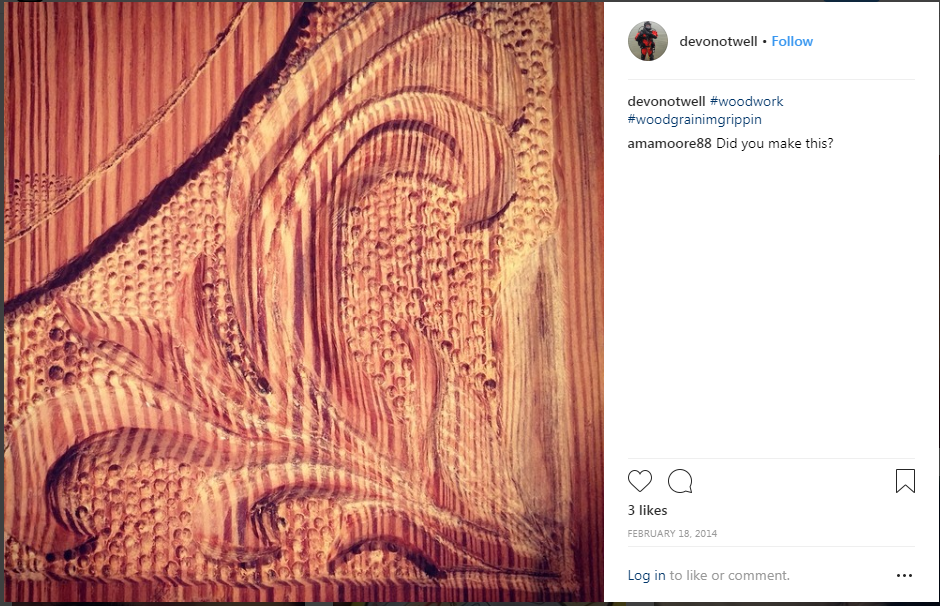 devonotwell • Follow
devonotwell #woodwork
#woodgrainimgrippin
amamoore88 Did you make this?
3 likes
FEBRUARY 18, 2014
Log in to like or comment.